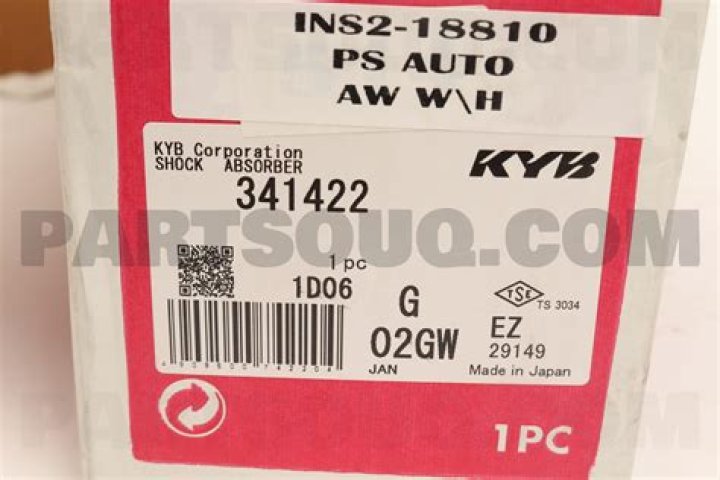 INS2-18810
PS AUTO
AW W\H
KYB Corporation
SHOCK ABSORBER
KYB
341422
PARTSOUQ.COM
1 pc
1D06
G
TSE
TS 3034
02GW
EZ
29149
JAN
Made in Japan
1PC